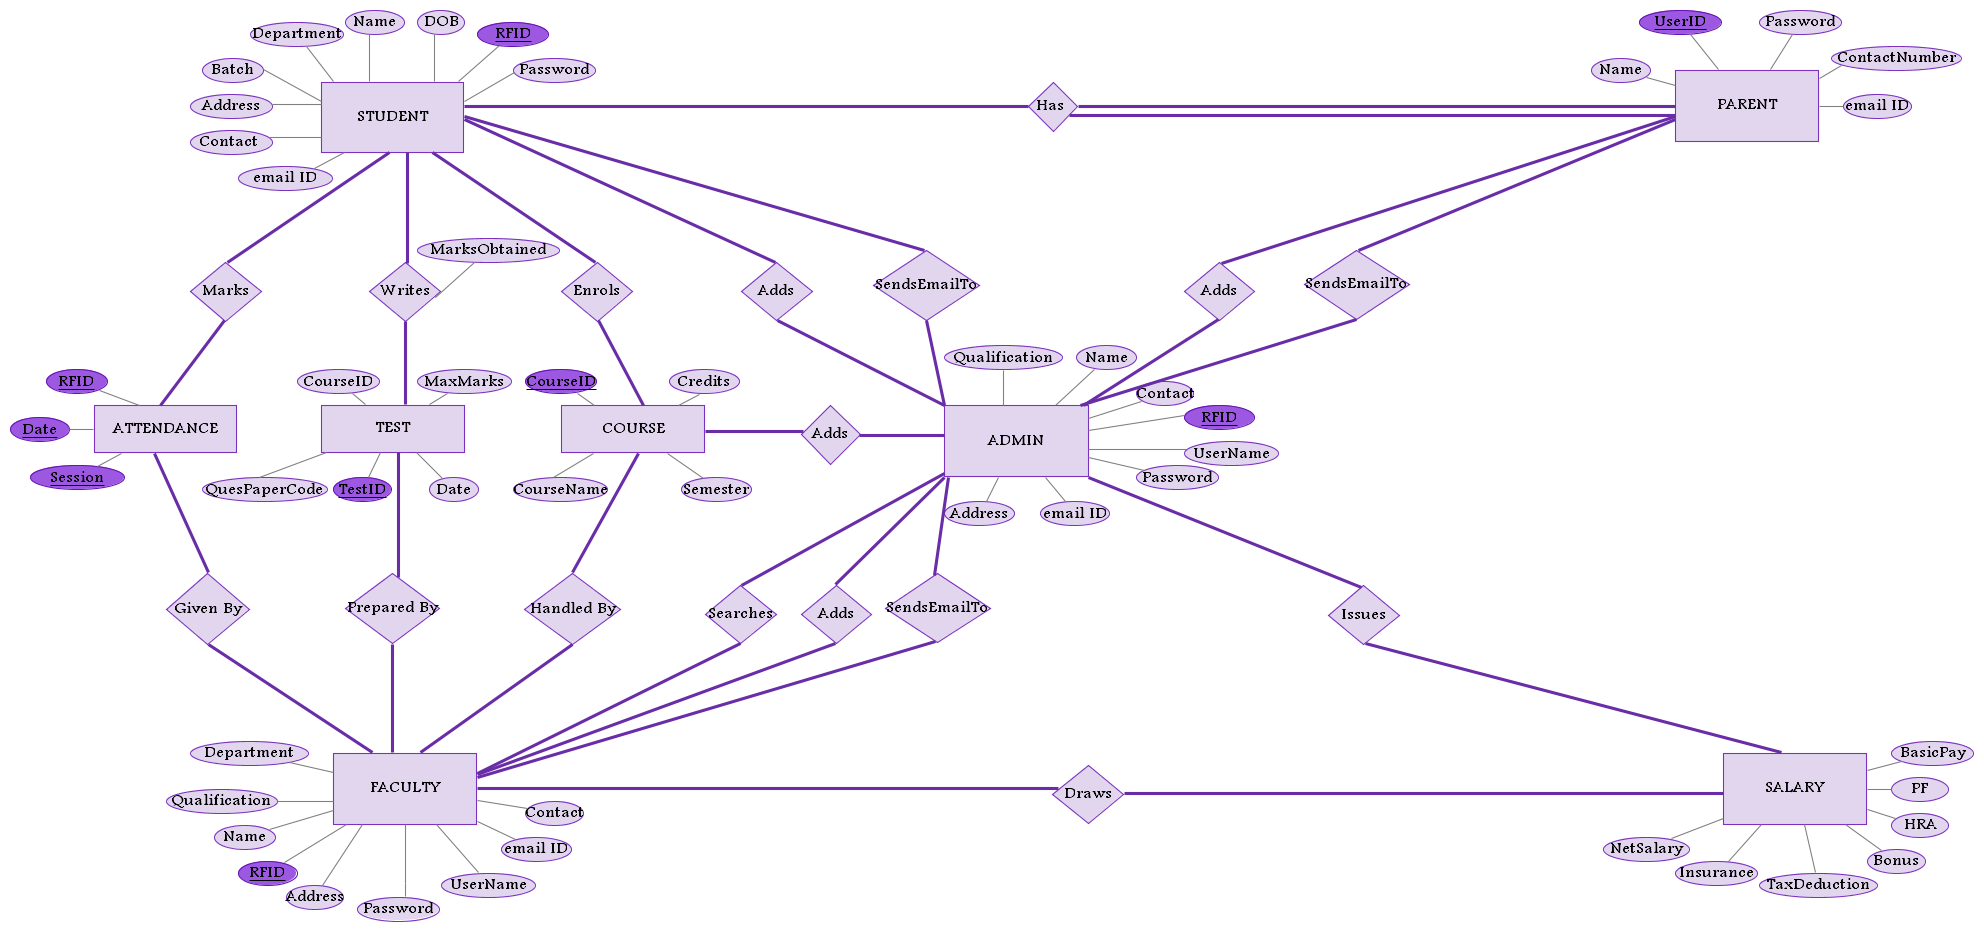 Name
DOB
UserID
Password
Department
RFID
ContactNumber
Batch
Password
Name
Address
STUDENT
Has
PARENT
email ID
Contact
email ID
MarksObtained
Marks
Writes
Enrols
Adds
SendsEmailTo
Adds
SendsEmailTo
Qualification
Name
RFID
CourseID
MaxMarks
CourseID
Credits
Contact
RFID
Date
ATTENDANCE
TEST
COURSE
Adds
ADMIN
UserName
Session
QuesPaperCode
TestID
Date
CourseName
Semester
Password
Address
email ID
Given By
Prepared By
Handled By
Searches
Adds
SendsEmailTo
Issues
Department
BasicPay
FACULTY
Draws
SALARY
PF
Qualification
Contact
HRA
Name
email ID
NetSalary
Bonus
RFID
Insurance
Address
UserName
TaxDeduction
Password